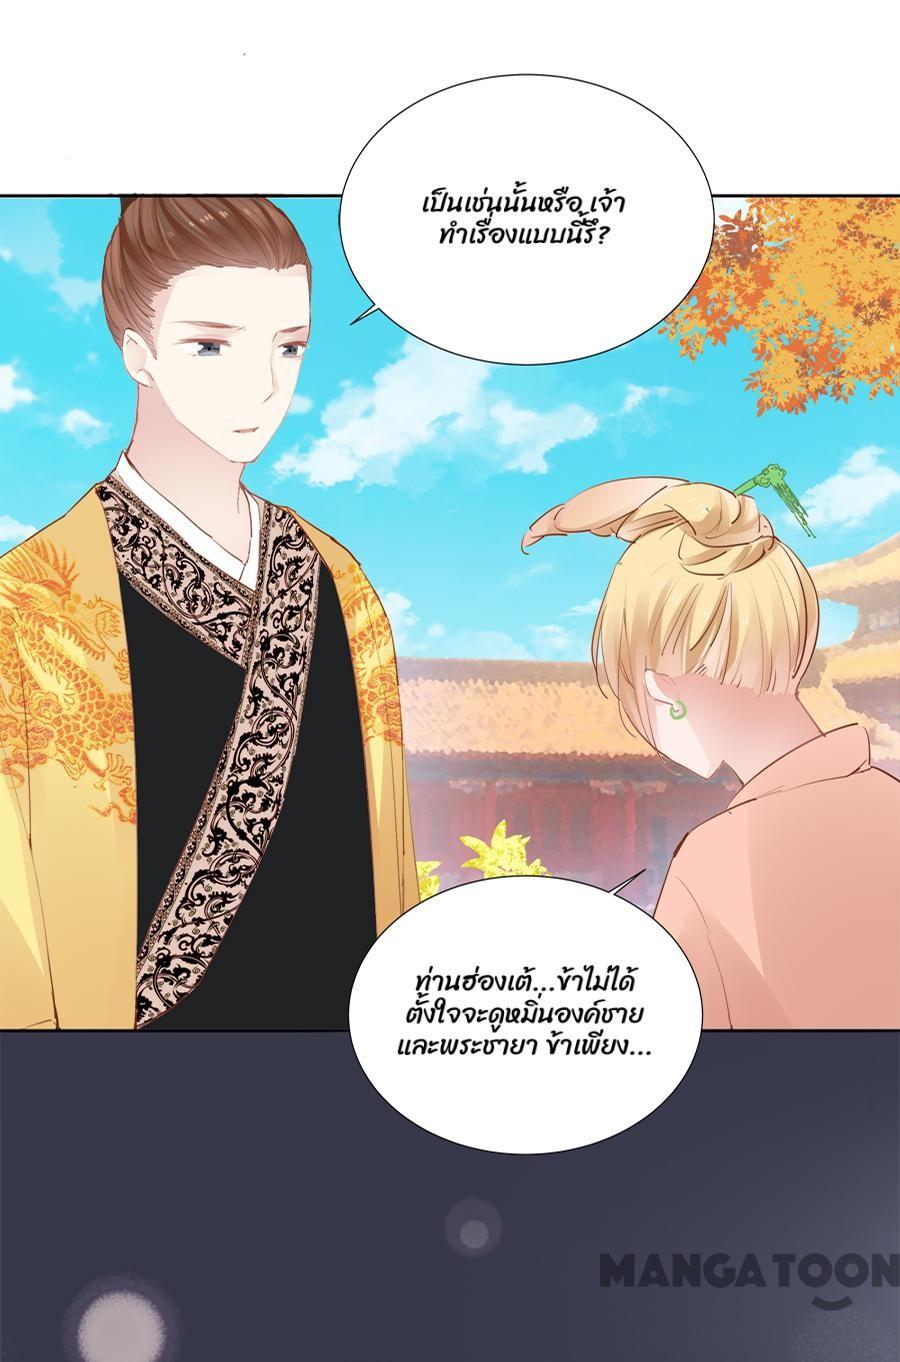 เป็นเช่นนั้นหรือ เจ้า
ทำเรื่องแบบนี้รึ?
ท่านฮ่องเต้...ข้าไม่ได้
ตั้งใจจะดูหมิ่นองค์ชาย
และพระชายา ข้าเพียง...
MANGATOON